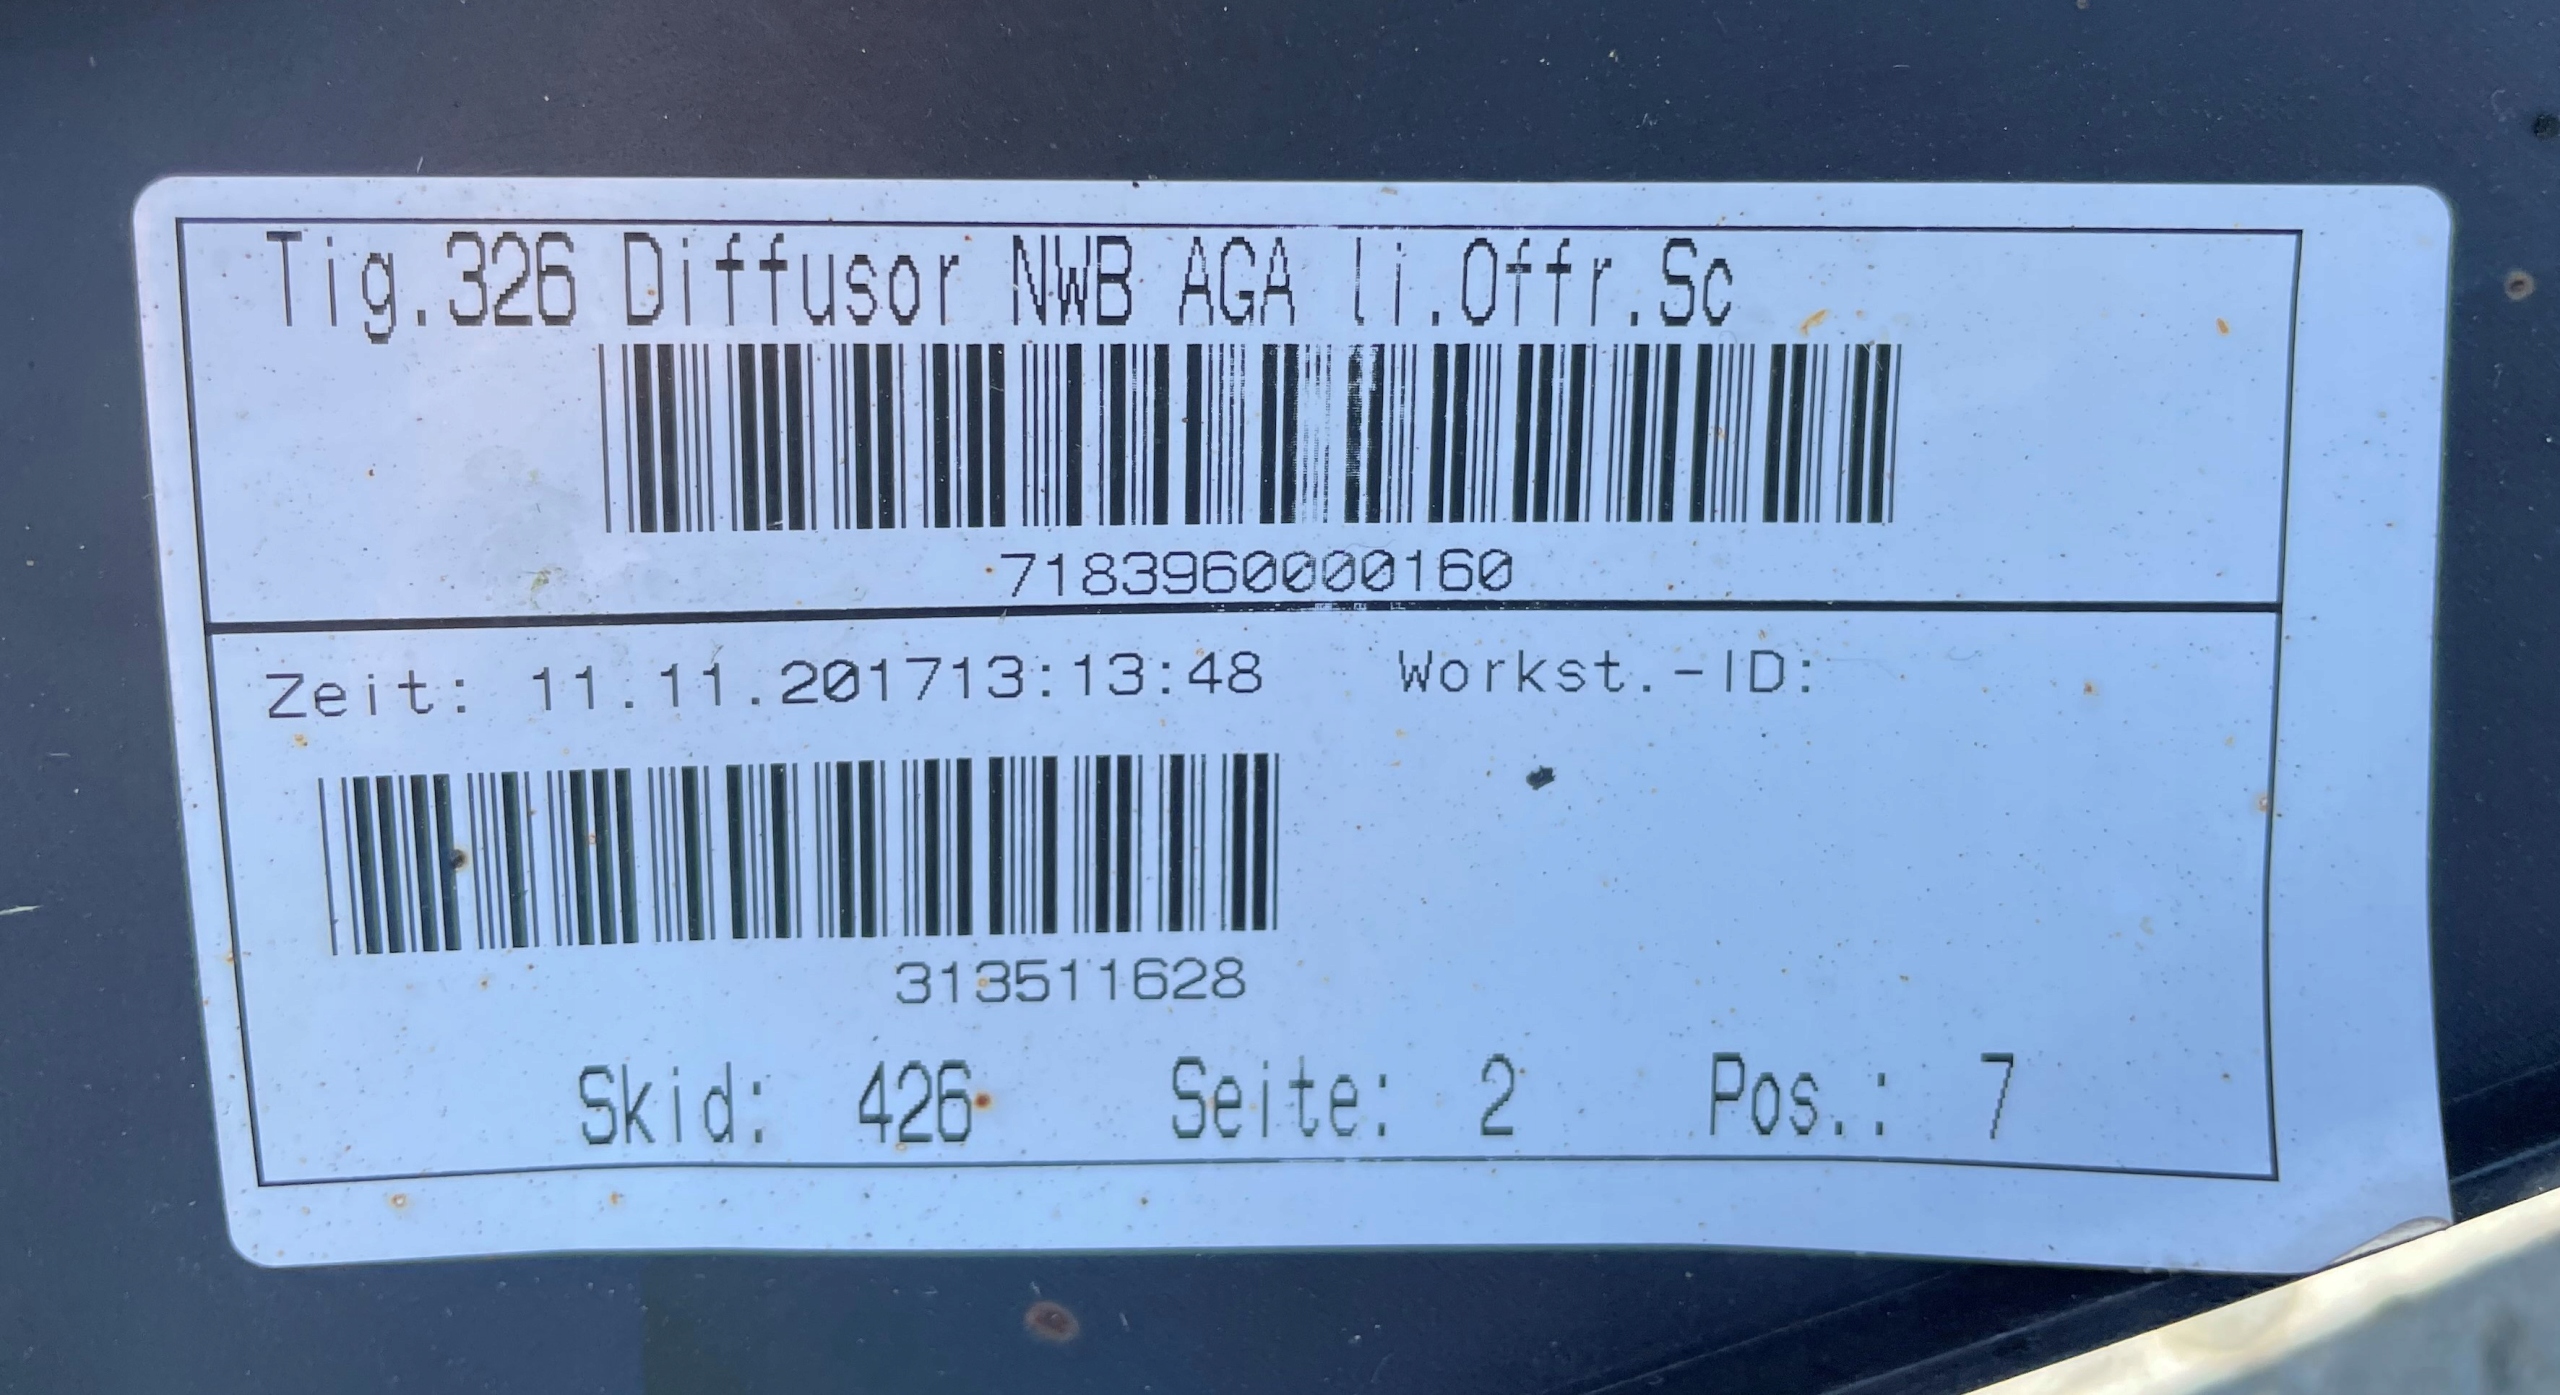 Tig.326 Diffusor NWB AGA li.Offr.Sc
7183960000160
Zeit: 11.11.201713:13:48 Workst.-ID:
313511628
Skid: 426 Seite: 2 Pos.: 7